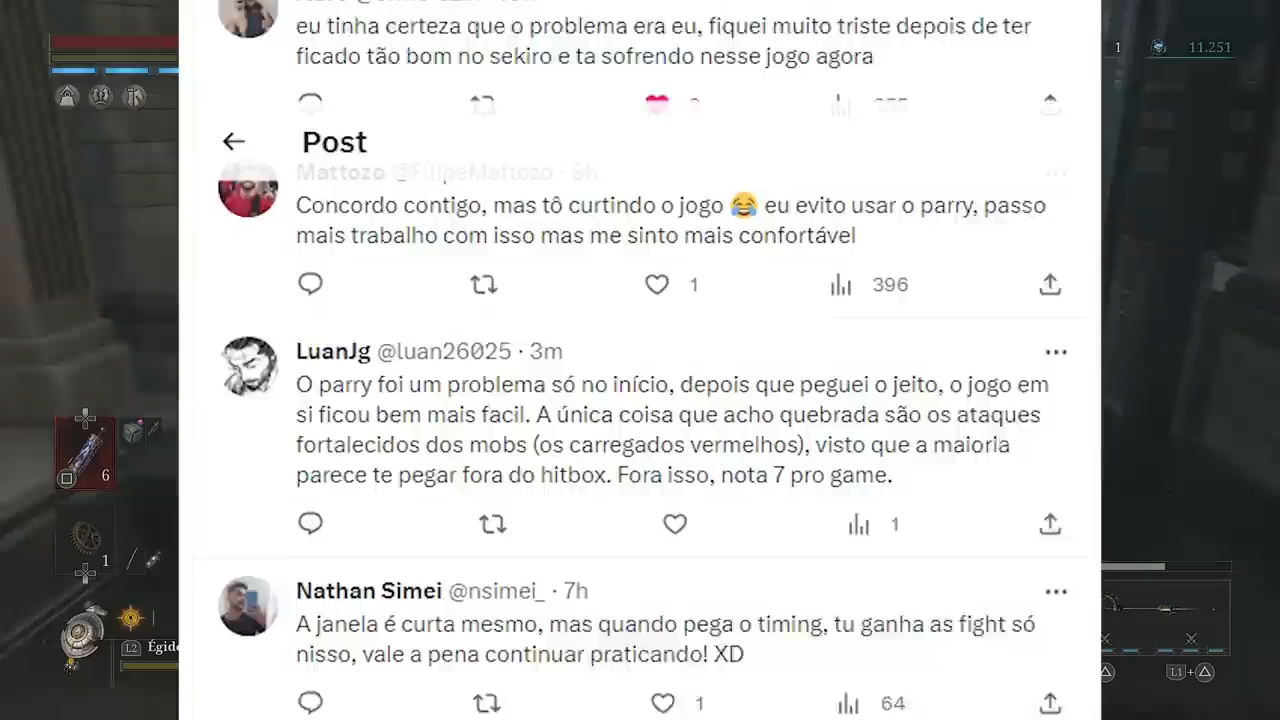 eu tinha certeza que o problema era eu, fiquei muito triste depois de ter
ficado tão bom no sekiro e ta sofrendo nesse jogo agora
1 11.251
Post
Mattozo @FilipeMattozo · 9h
Concordo contigo, mas tô curtindo o jogo 😂 eu evito usar o parry, passo
mais trabalho com isso mas me sinto mais confortável
1 396
LuanJg @luan26025 · 3m
O parry foi um problema só no início, depois que peguei o jeito, o jogo em
si ficou bem mais facil. A única coisa que acho quebrada são os ataques
fortalecidos dos mobs (os carregados vermelhos), visto que a maioria
parece te pegar fora do hitbox. Fora isso, nota 7 pro game.
1
6
1
Nathan Simei @nsimei_ · 7h
A janela é curta mesmo, mas quando pega o timing, tu ganha as fight só
nisso, vale a pena continuar praticando! XD
L2 Égide
L1+
1 64